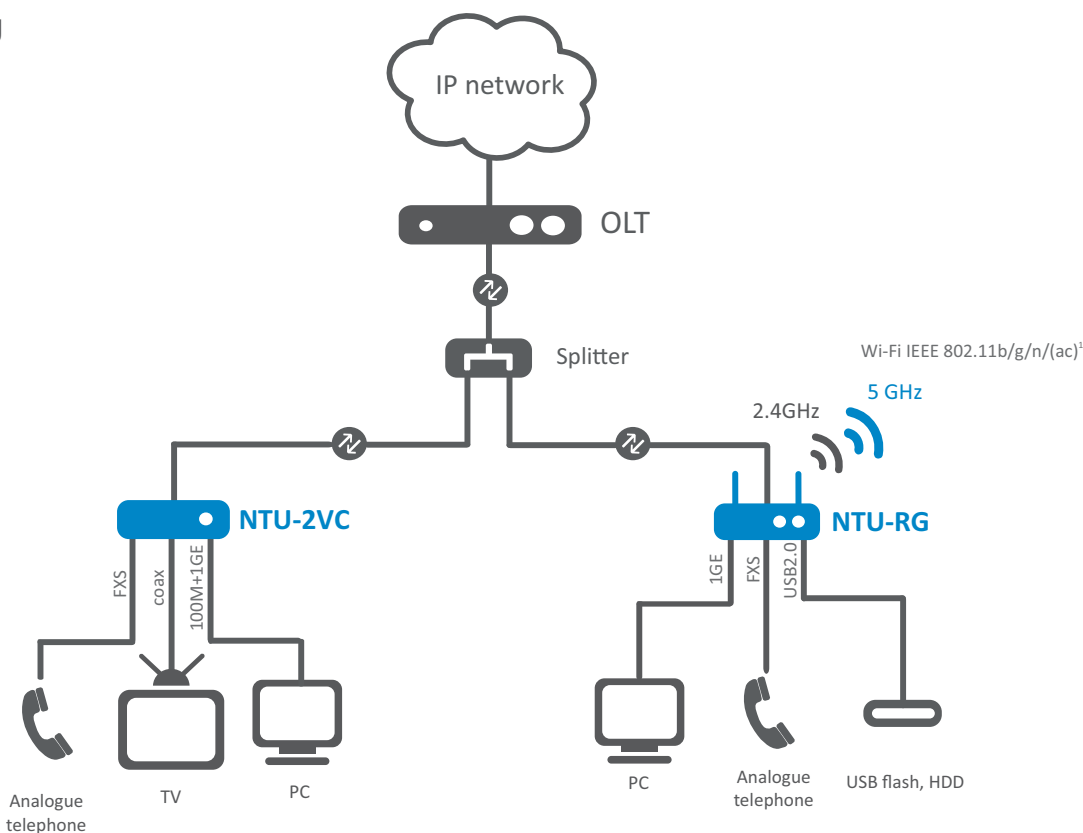 IP network
OLT
Splitter
Wi-Fi IEEE 802.11b/g/n/(ac)¹
5 GHz
2.4GHz
NTU-2VC
NTU-RG
FXS
coax
100M+1GE
1GE
FXS
USB2.0
Analogue
telephone
TV
PC
PC
Analogue
telephone
USB flash, HDD